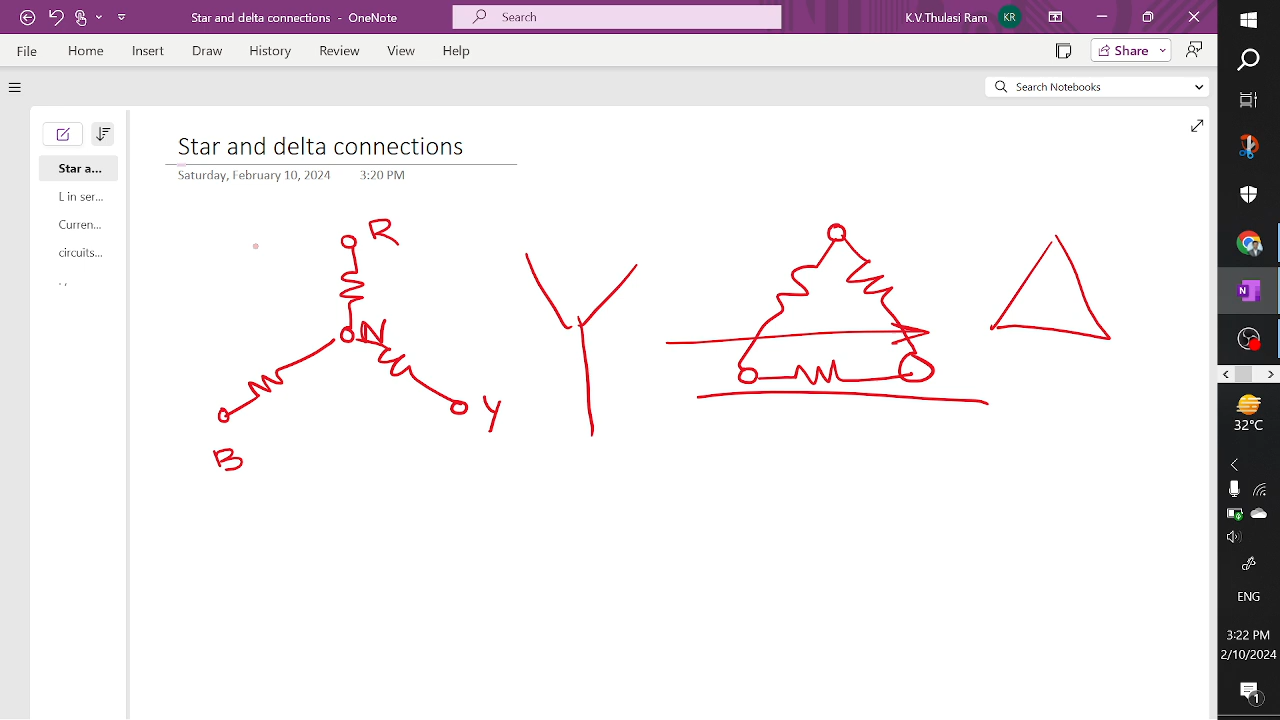 Star and delta connections - OneNote
Search
K.V.Thulasi Ram
KR
File Home Insert Draw History Review View Help
Share
Search Notebooks
Star and delta connections
Saturday, February 10, 2024 3:20 PM
Star a...
L in ser...
Curren...
circuits...
. ,
R
N
Y
B
Y
N
32°C
ENG
3:22 PM
2/10/2024
1